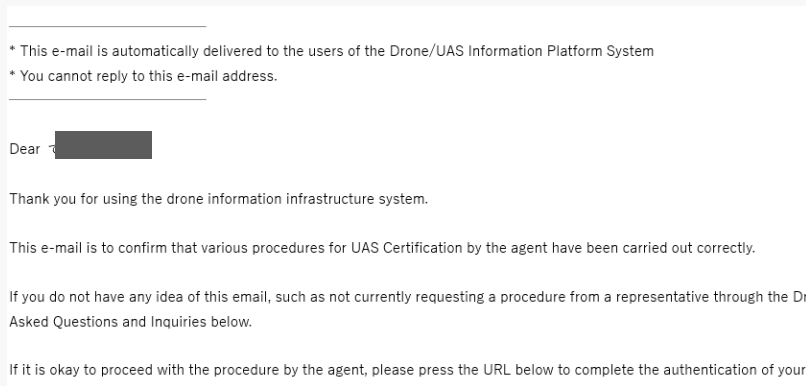 * This e-mail is automatically delivered to the users of the Drone/UAS Information Platform System
* You cannot reply to this e-mail address.
Dear
Thank you for using the drone information infrastructure system.
This e-mail is to confirm that various procedures for UAS Certification by the agent have been carried out correctly.
If you do not have any idea of this email, such as not currently requesting a procedure from a representative through the
Asked Questions and Inquiries below.
If it is okay to proceed with the procedure by the agent, please press the URL below to complete the authentication of your